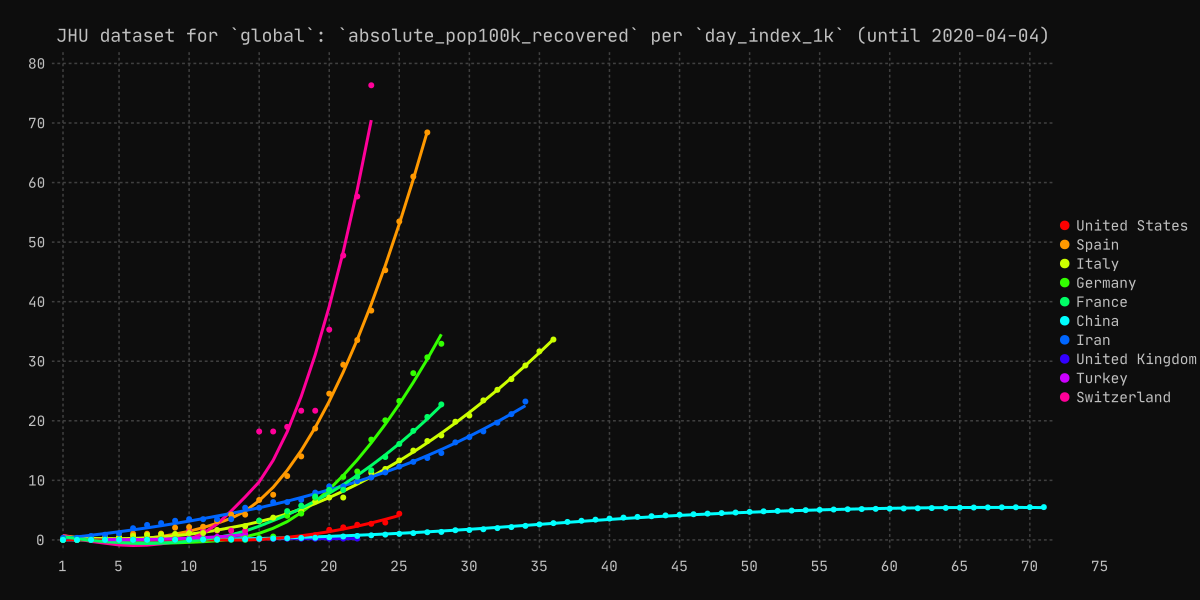 JHU dataset for `global`: `absolute_pop100k_recovered` per `day_index_1k` (until 2020-04-04)
80
70
60
50
40
30
20
10
0
1 5 10 15 20 25 30 35 40 45 50 55 60 65 70 75
United States
Spain
Italy
Germany
France
China
Iran
United Kingdom
Turkey
Switzerland